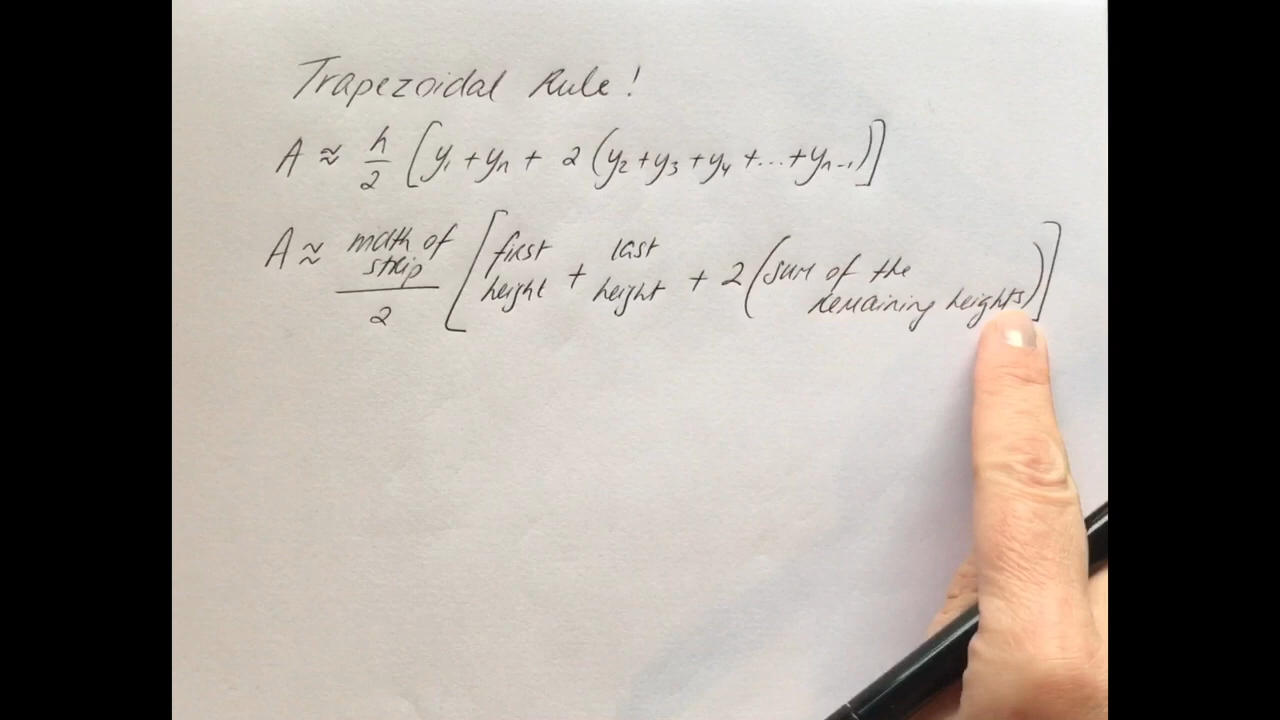 Trapezoidal Rule!
A ≈ h/2 [y₁ + yₙ + 2 (y₂ + y₃ + y₄ + ... + yₙ₋₁)]
A ≈ width of strip / 2 [first height + last height + 2 (sum of the remaining heights)]